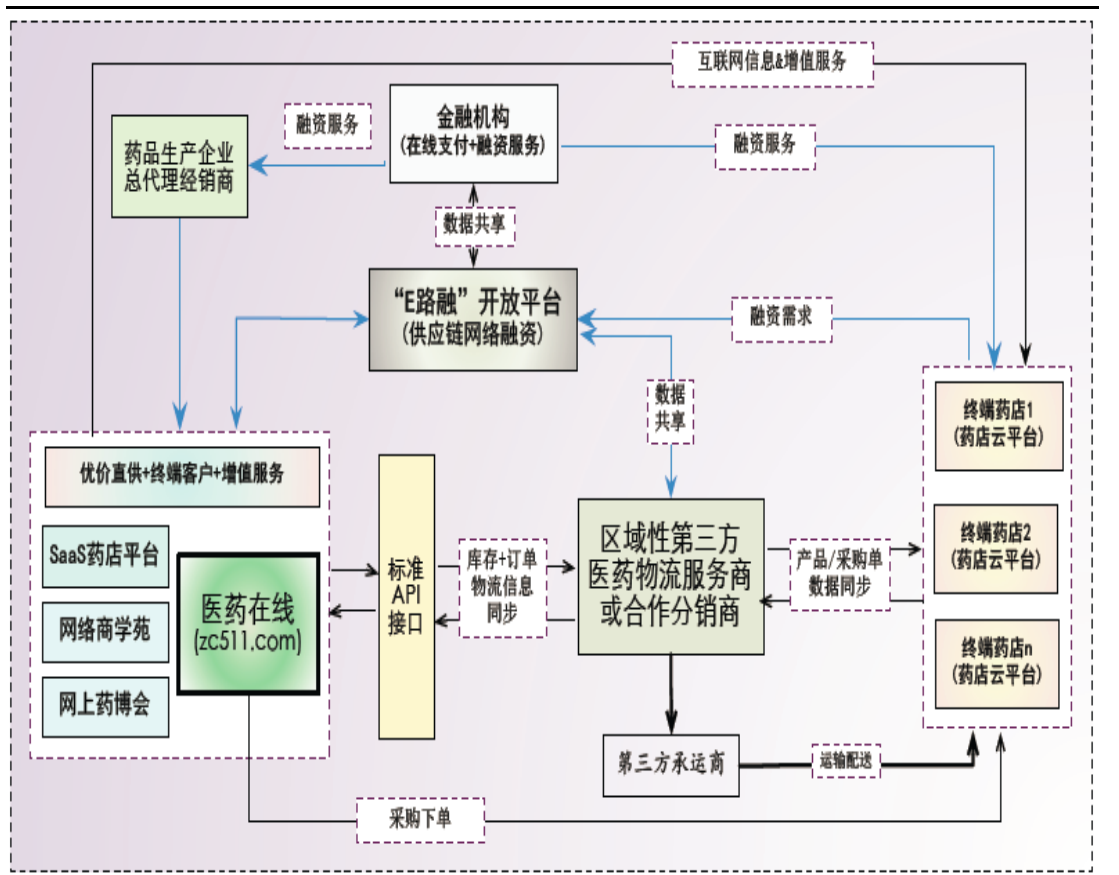 互联网信息&增值服务
金融机构
(在线支付+融资服务)
融资服务
融资服务
药品生产企业
总代理经销商
数据共享
“E路融”开放平台
(供应链网络融资)
融资需求
数据
共享
终端药店1
(药店云平台)
优价直供+终端客户+增值服务
SaaS药店平台
医药在线
(zc511.com)
网络商学苑
网上药博会
标准
API
接口
库存+订单
物流信息
同步
区域性第三方
医药物流服务商
或合作分销商
产品/采购单
数据同步
终端药店2
(药店云平台)
终端药店n
(药店云平台)
第三方承运商
运输配送
采购下单